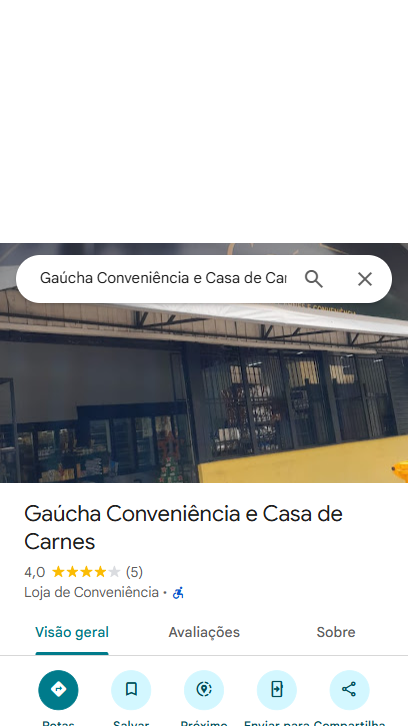 Gaúcha Conveniência e Casa de Car
Gaúcha Conveniência e Casa de
Carnes
4,0 (5)
Loja de Conveniência ·
Visão geral Avaliações Sobre
Rotas Salvar Próximo Enviar para Compartilha